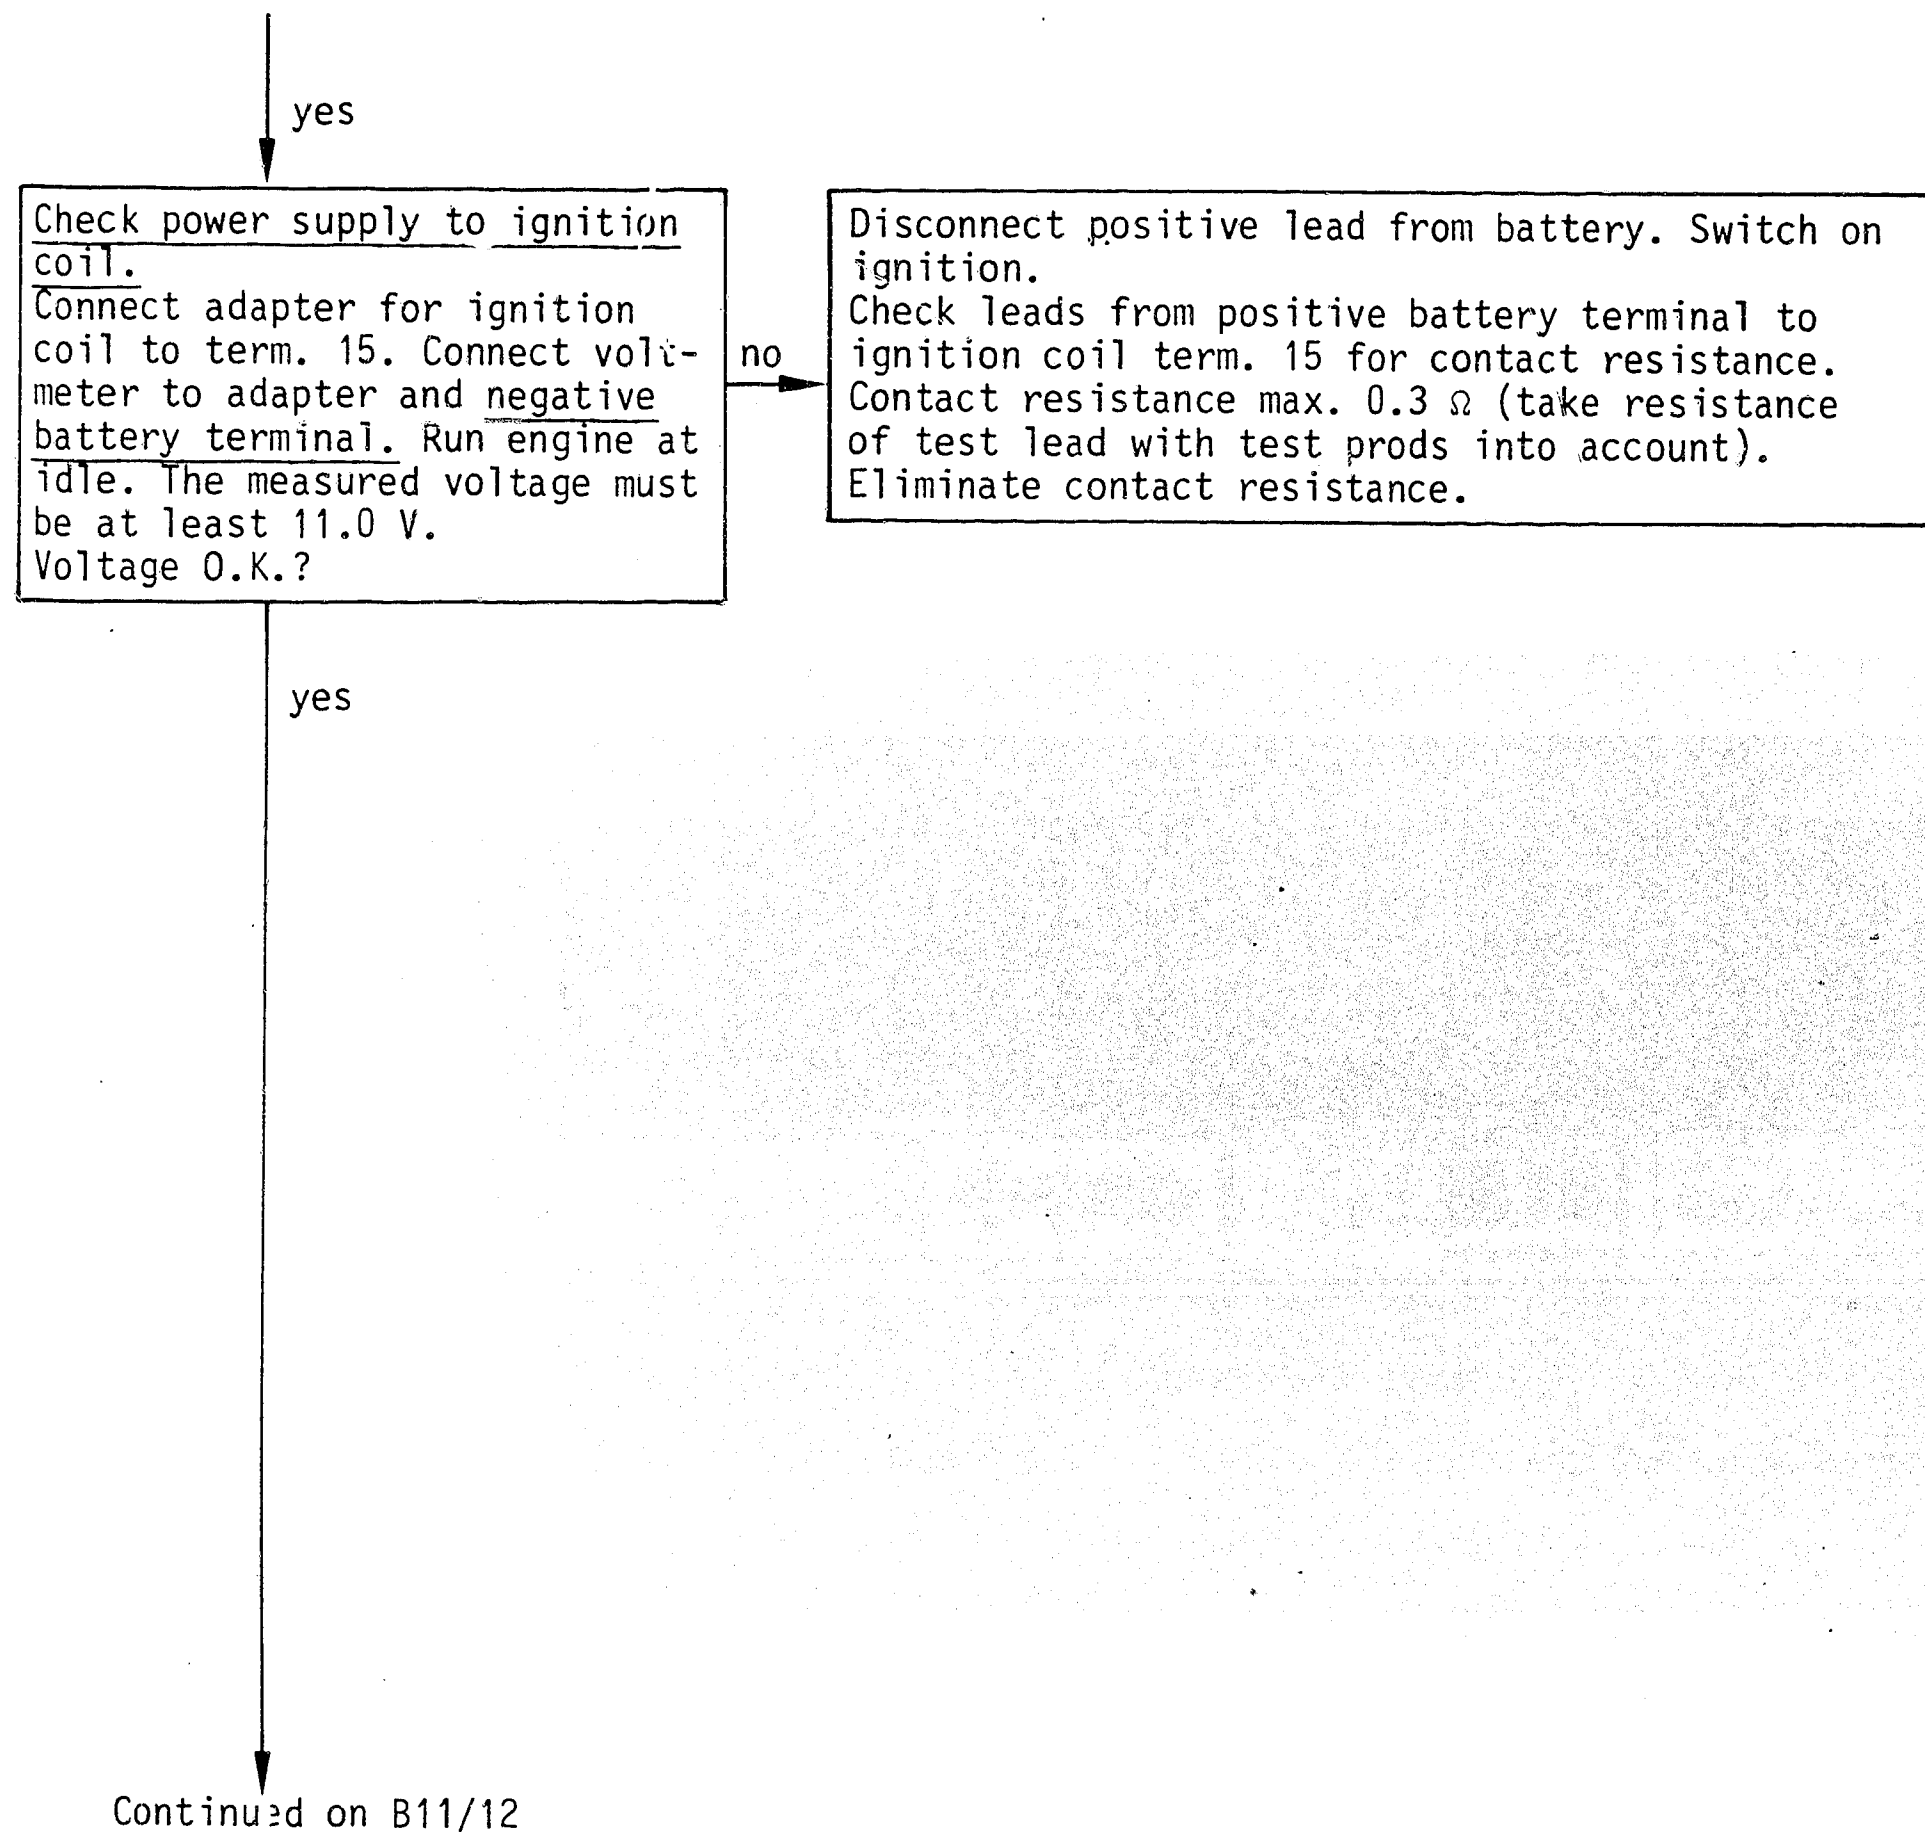 yes
Check power supply to ignition
coil.
Connect adapter for ignition
coil to term. 15. Connect volt-
meter to adapter and negative
battery terminal. Run engine at
idle. The measured voltage must
be at least 11.0 V.
Voltage O.K.?
no
Disconnect positive lead from battery. Switch on
ignition.
Check leads from positive battery terminal to
ignition coil term. 15 for contact resistance.
Contact resistance max. 0.3 Ω (take resistance
of test lead with test prods into account).
Eliminate contact resistance.
yes
Continued on B11/12